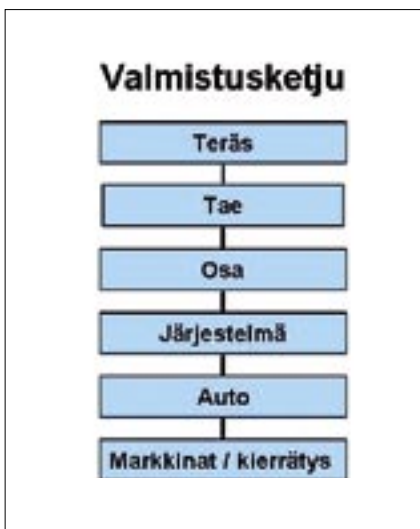 Valmistusketju
Teräs
Tae
Osa
Järjestelmä
Auto
Markkinat / kierrätys